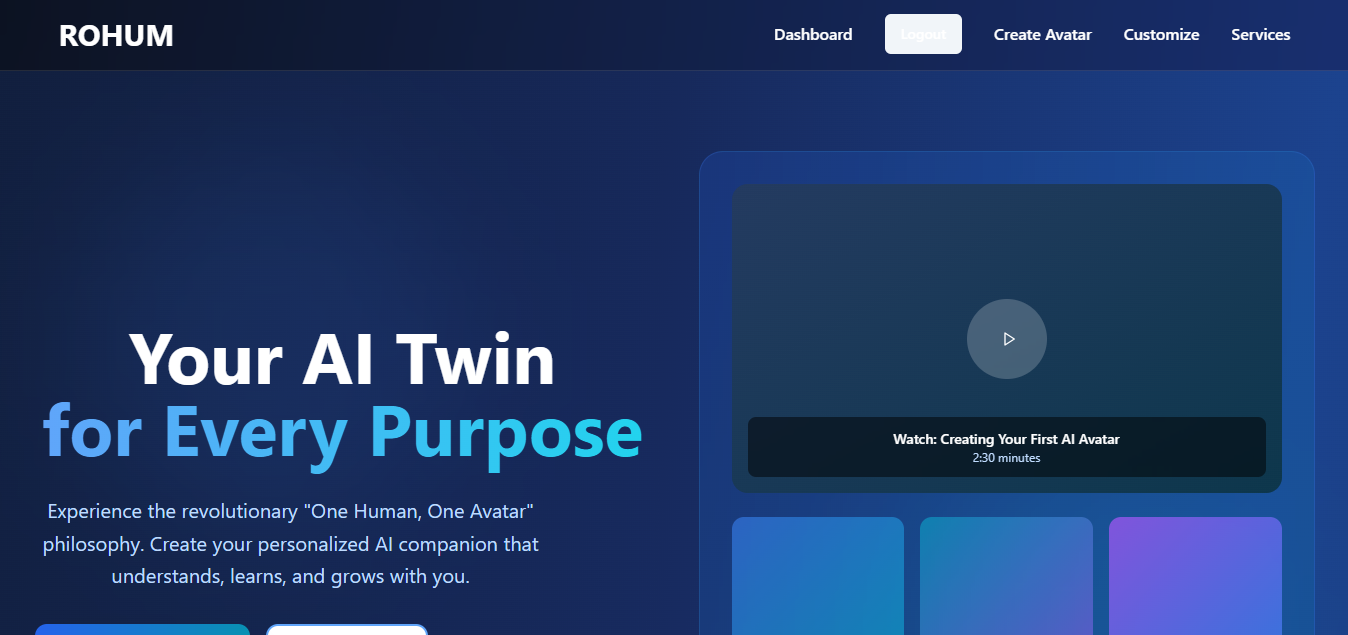 ROHUM
Dashboard
Logout
Create Avatar
Customize
Services
Your AI Twin
for Every Purpose
Experience the revolutionary "One Human, One Avatar"
philosophy. Create your personalized AI companion that
understands, learns, and grows with you.
Watch: Creating Your First AI Avatar
2:30 minutes